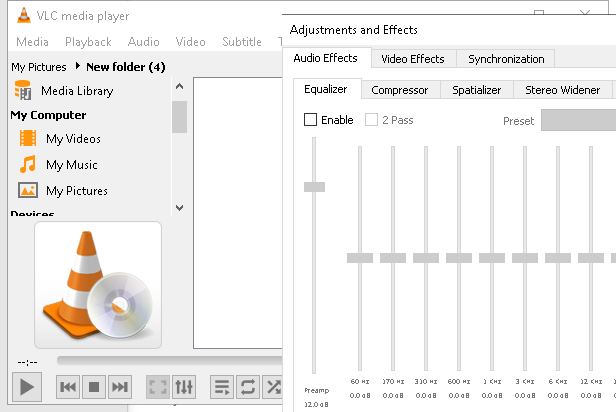 VLC media player
Media Playback Audio Video Subtitle
My Pictures New folder (4)
Media Library
My Computer
My Videos
My Music
My Pictures
Devices
--:--
Adjustments and Effects
Audio Effects Video Effects Synchronization
Equalizer Compressor Spatializer Stereo Widener
Enable 2 Pass Preset
60 Hz 170 Hz 310 Hz 600 Hz 1 KHz 3 KHz 6 KHz 12 KHz
0.0 dB 0.0 dB 0.0 dB 0.0 dB 0.0 dB 0.0 dB 0.0 dB 0.0 dB
Preamp
12.0 dB